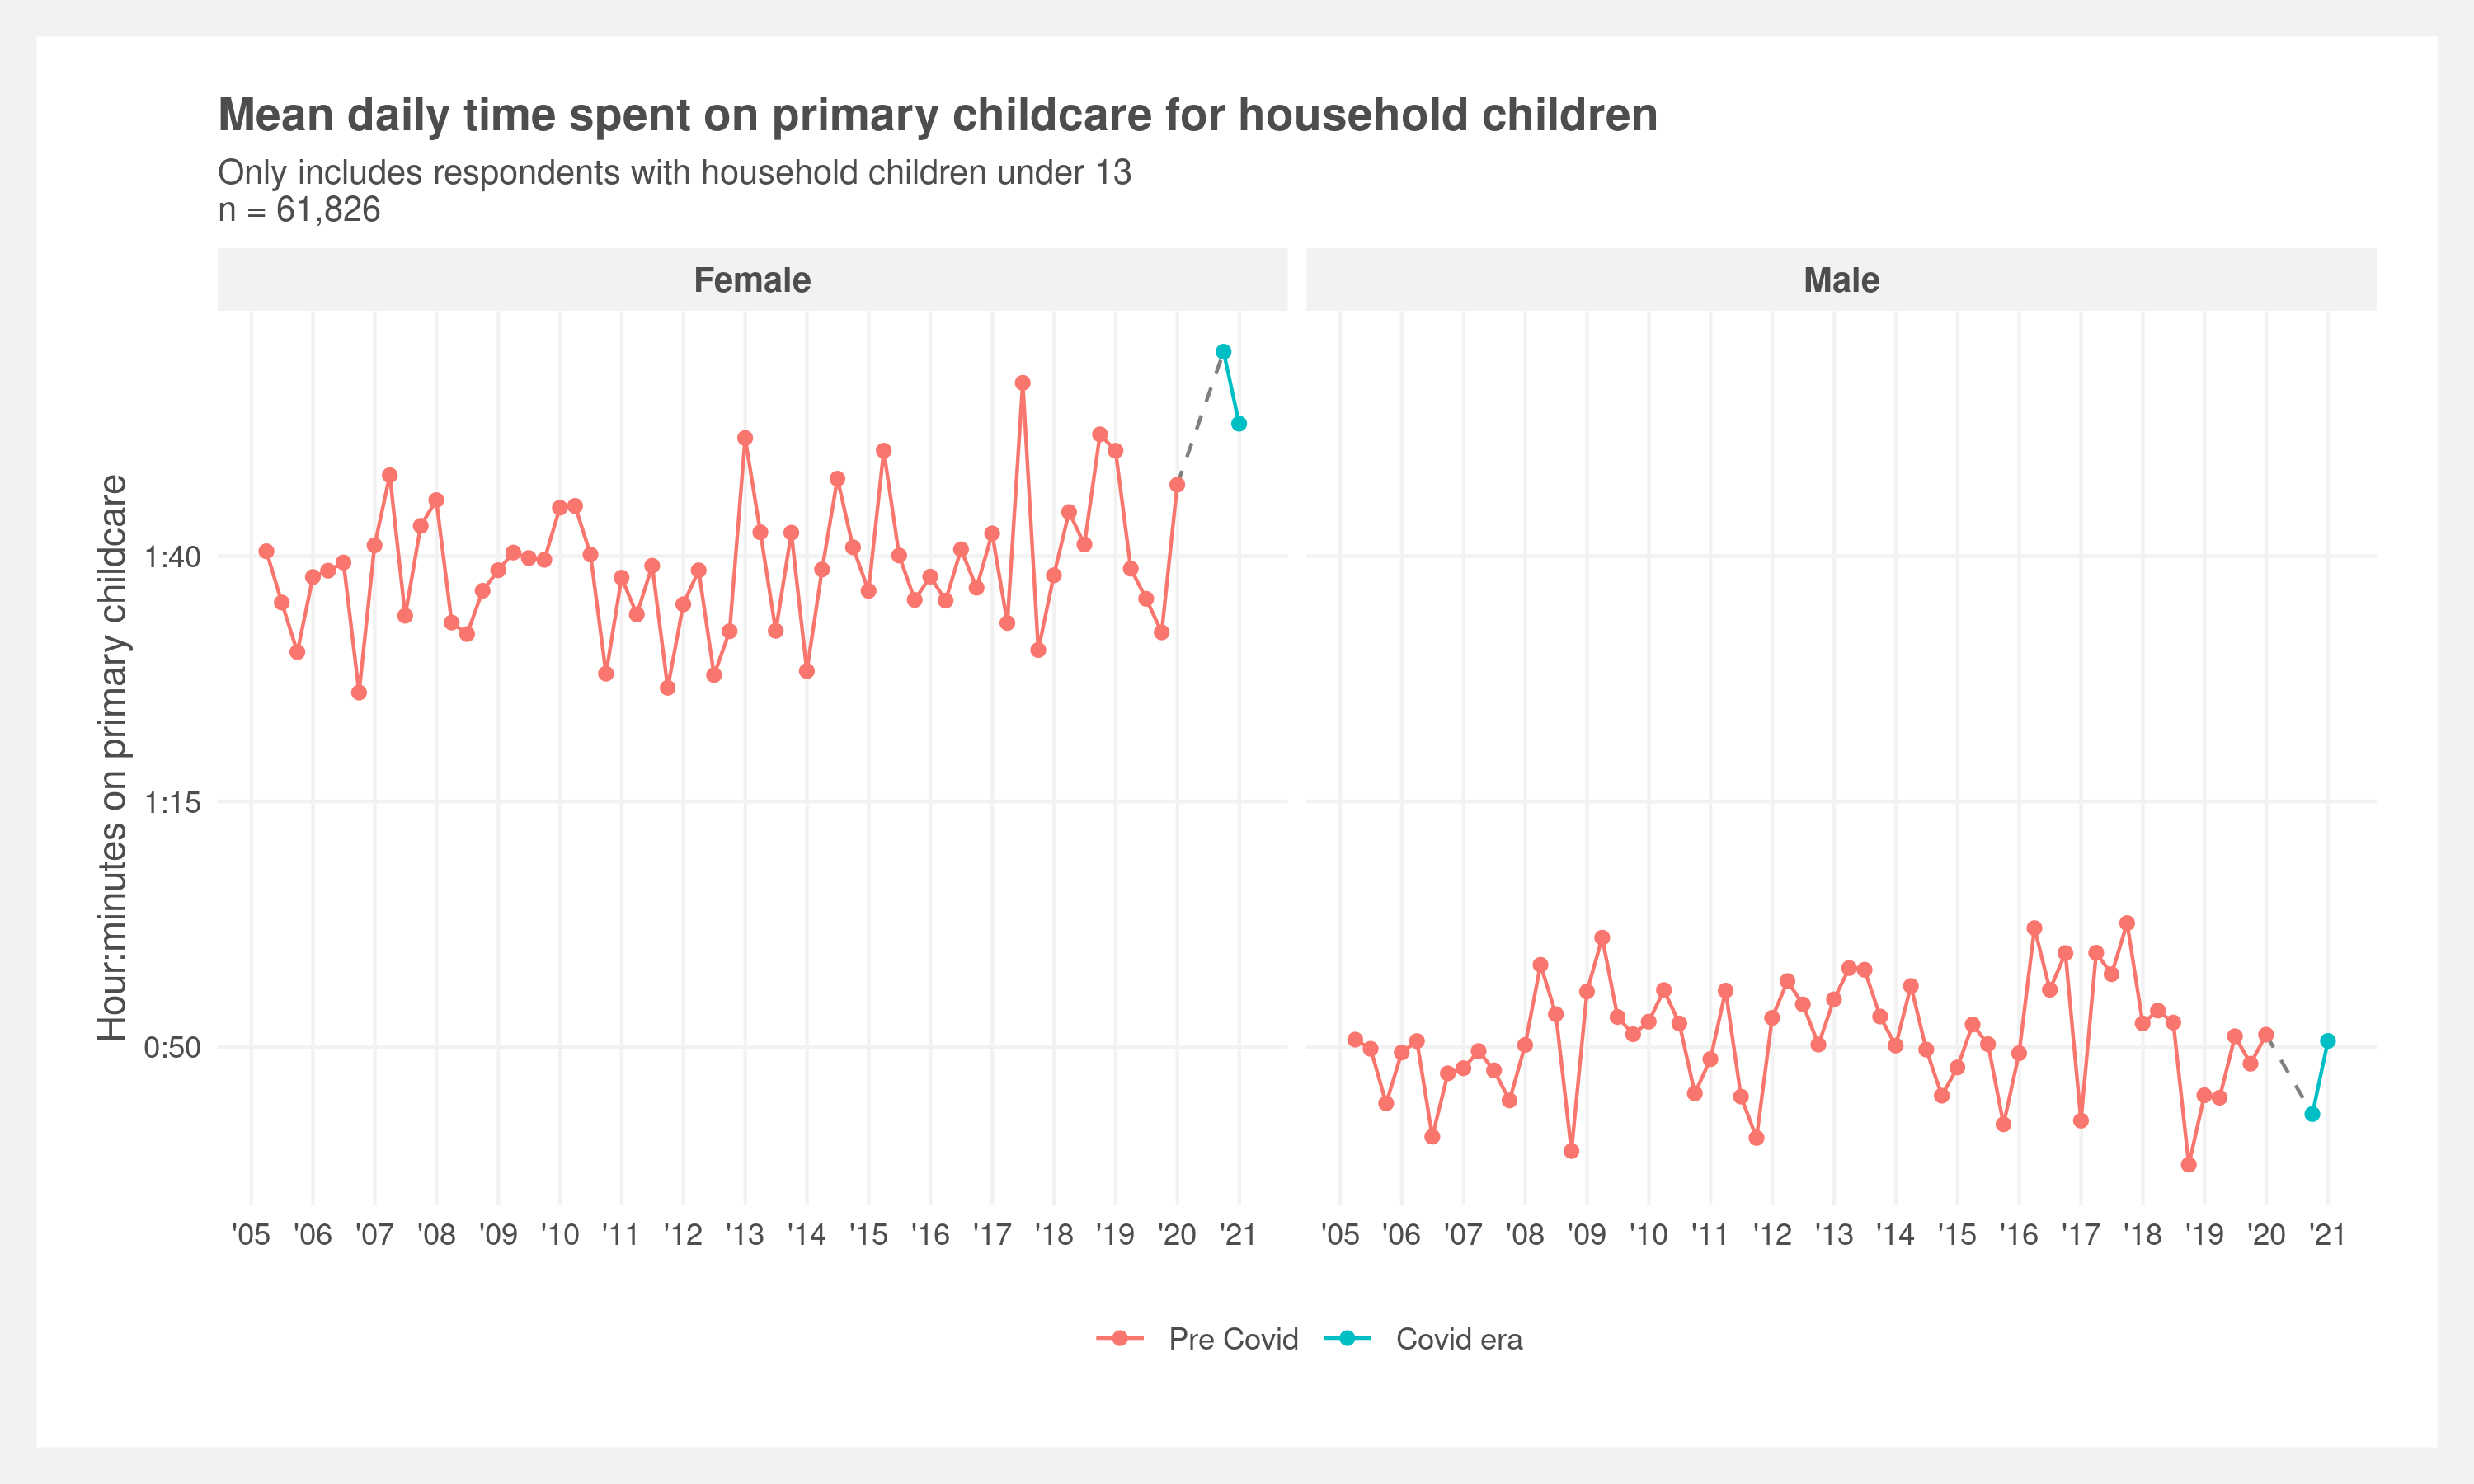 Mean daily time spent on primary childcare for household children
Only includes respondents with household children under 13
n = 61,826
Female
Male
Hour:minutes on primary childcare
1:40
1:15
0:50
'05 '06 '07 '08 '09 '10 '11 '12 '13 '14 '15 '16 '17 '18 '19 '20 '21
'05 '06 '07 '08 '09 '10 '11 '12 '13 '14 '15 '16 '17 '18 '19 '20 '21
Pre Covid Covid era